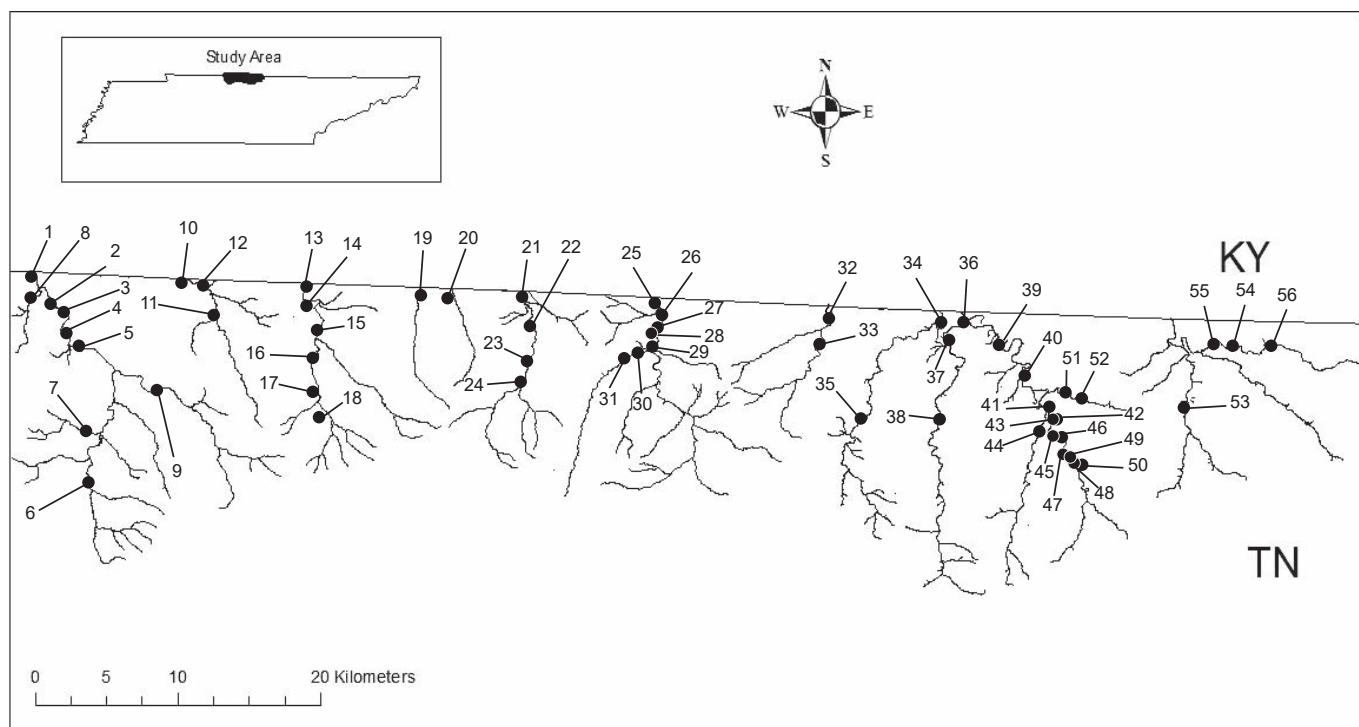 Study Area
N
W E
S
KY
1 8 2 10 12 13 14 19 20 21 22 25 26 32 34 36 39 55 54 56
3 4 5 11 15 27 28 29 33 40
16 23 24 31 30 37 51 52
7 17 18 35 38 41 42 43 53
9 44 46 49
6 45 50
47 48
TN
0 5 10 20 Kilometers